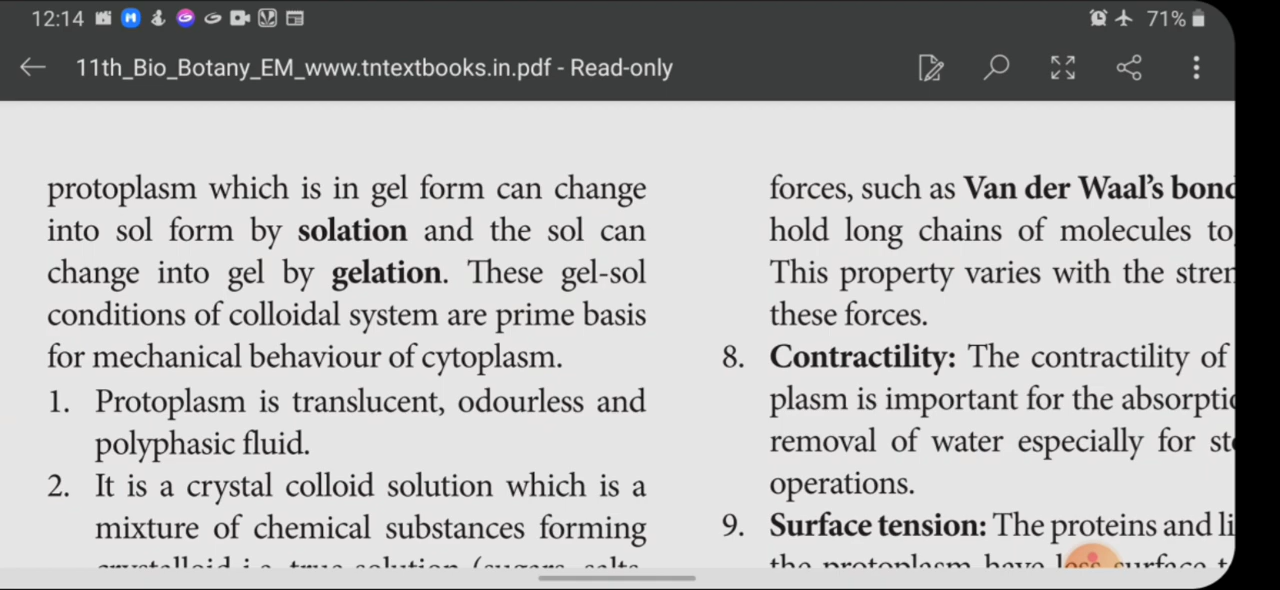 12:14
71%
11th_Bio_Botany_EM_www.tntextbooks.in.pdf - Read-only
protoplasm which is in gel form can change
into sol form by solation and the sol can
change into gel by gelation. These gel-sol
conditions of colloidal system are prime basis
for mechanical behaviour of cytoplasm.
1. Protoplasm is translucent, odourless and
polyphasic fluid.
2. It is a crystal colloid solution which is a
mixture of chemical substances forming
forces, such as Van der Waal's bond
hold long chains of molecules to
This property varies with the stren
these forces.
8. Contractility: The contractility of
plasm is important for the absorptic
removal of water especially for sto
operations.
9. Surface tension: The proteins and li
the protoplasm have less surface t